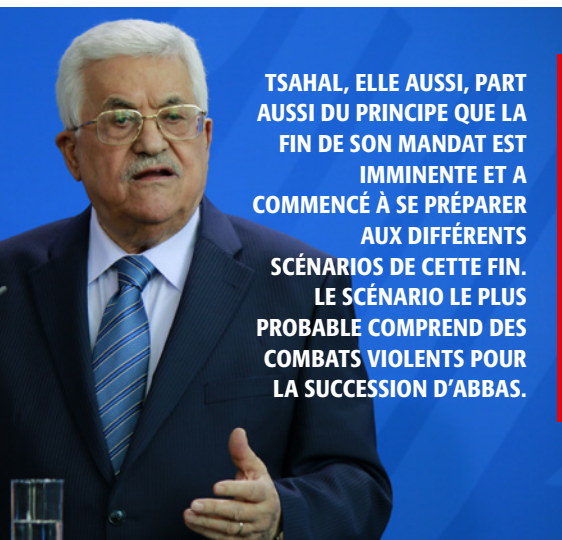 TSAHAL, ELLE AUSSI, PART
AUSSI DU PRINCIPE QUE LA
FIN DE SON MANDAT EST
IMMINENTE ET A
COMMENCÉ À SE PRÉPARER
AUX DIFFÉRENTS
SCÉNARIOS DE CETTE FIN.
LE SCÉNARIO LE PLUS
PROBABLE COMPREND DES
COMBATS VIOLENTS POUR
LA SUCCESSION D’ABBAS.